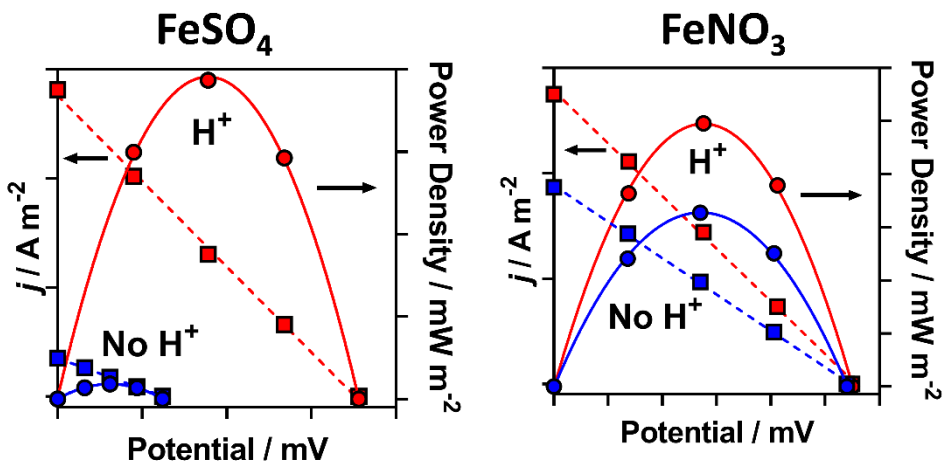 FeSO4
j / A m-2
H+
No H+
Power Density / mW m-2
Potential / mV
FeNO3
j / A m-2
H+
No H+
Power Density / mW m-2
Potential / mV